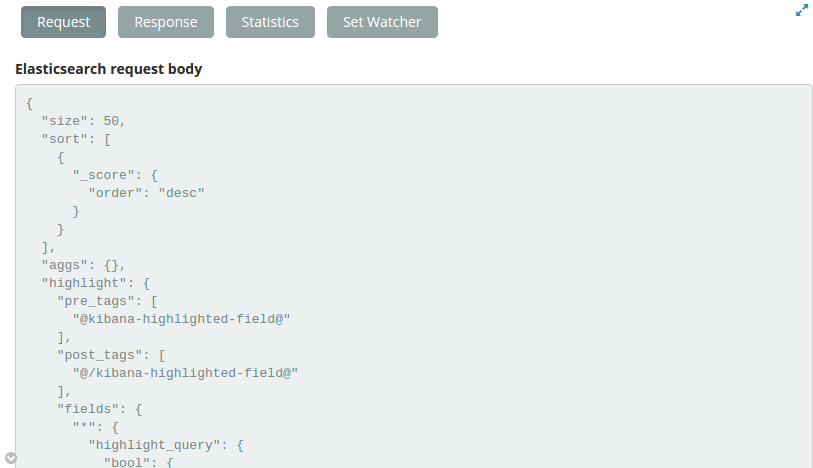 Request Response Statistics Set Watcher
Elasticsearch request body
{
  "size": 50,
  "sort": [
    {
      "_score": {
        "order": "desc"
      }
    }
  ],
  "aggs": {},
  "highlight": {
    "pre_tags": [
      "@kibana-highlighted-field@"
    ],
    "post_tags": [
      "@/kibana-highlighted-field@"
    ],
    "fields": {
      "*": {
        "highlight_query": {
          "bool": {